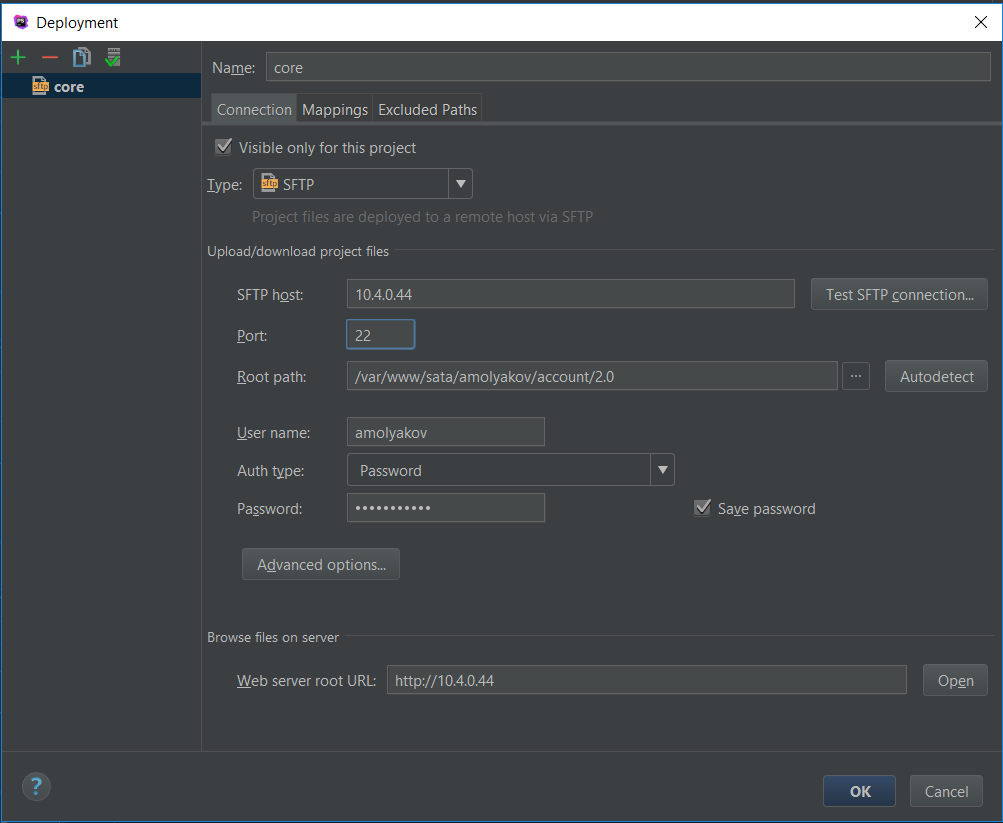 Deployment
Name: core
sftp core
Connection Mappings Excluded Paths
Visible only for this project
Type: sftp SFTP
Project files are deployed to a remote host via SFTP
Upload/download project files
SFTP host: 10.4.0.44 Test SFTP connection...
Port: 22
Root path: /var/www/sata/amolyakov/account/2.0 ... Autodetect
User name: amolyakov
Auth type: Password
Password: ••••••••••• Save password
Advanced options...
Browse files on server
Web server root URL: http://10.4.0.44 Open
? OK Cancel